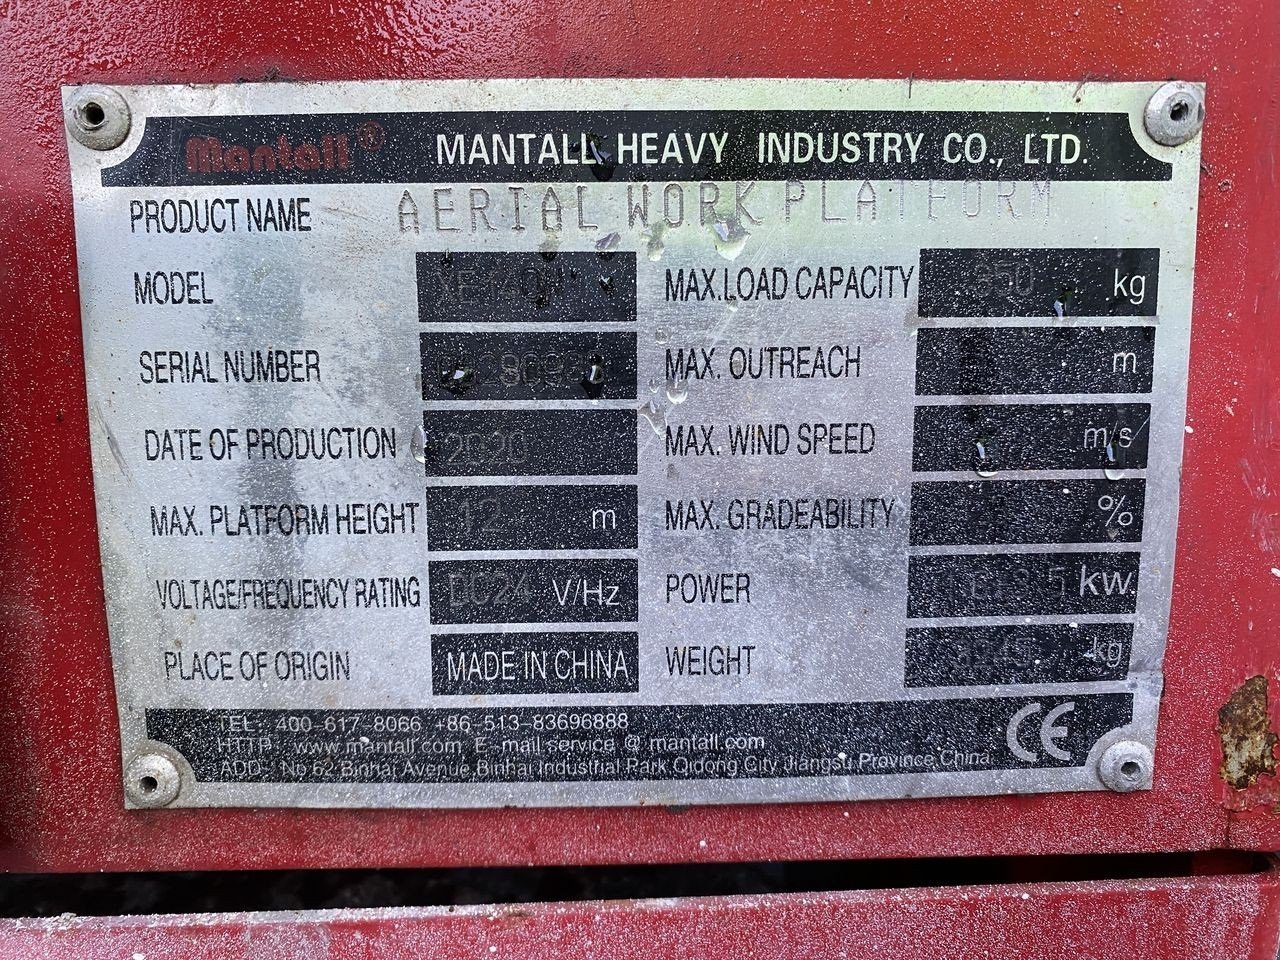 Mantall® MANTALL HEAVY INDUSTRY CO., LTD.
PRODUCT NAME AERIAL WORK PLATFORM
MODEL MAX.LOAD CAPACITY kg
SERIAL NUMBER MAX. OUTREACH m
DATE OF PRODUCTION 2020 MAX. WIND SPEED m/s
MAX. PLATFORM HEIGHT 12 m MAX. GRADEABILITY %
VOLTAGE/FREQUENCY RATING DC24 V/Hz POWER kw.
PLACE OF ORIGIN MADE IN CHINA WEIGHT kg
TEL: 400-617-8066 +86-513-83696888
HTTP: www.mantall.com E-mail:service @ mantall.com
ADD: No.62 Binhai Avenue,Binhai Industrial Park Qidong City Jiangsu Province,China.
CE